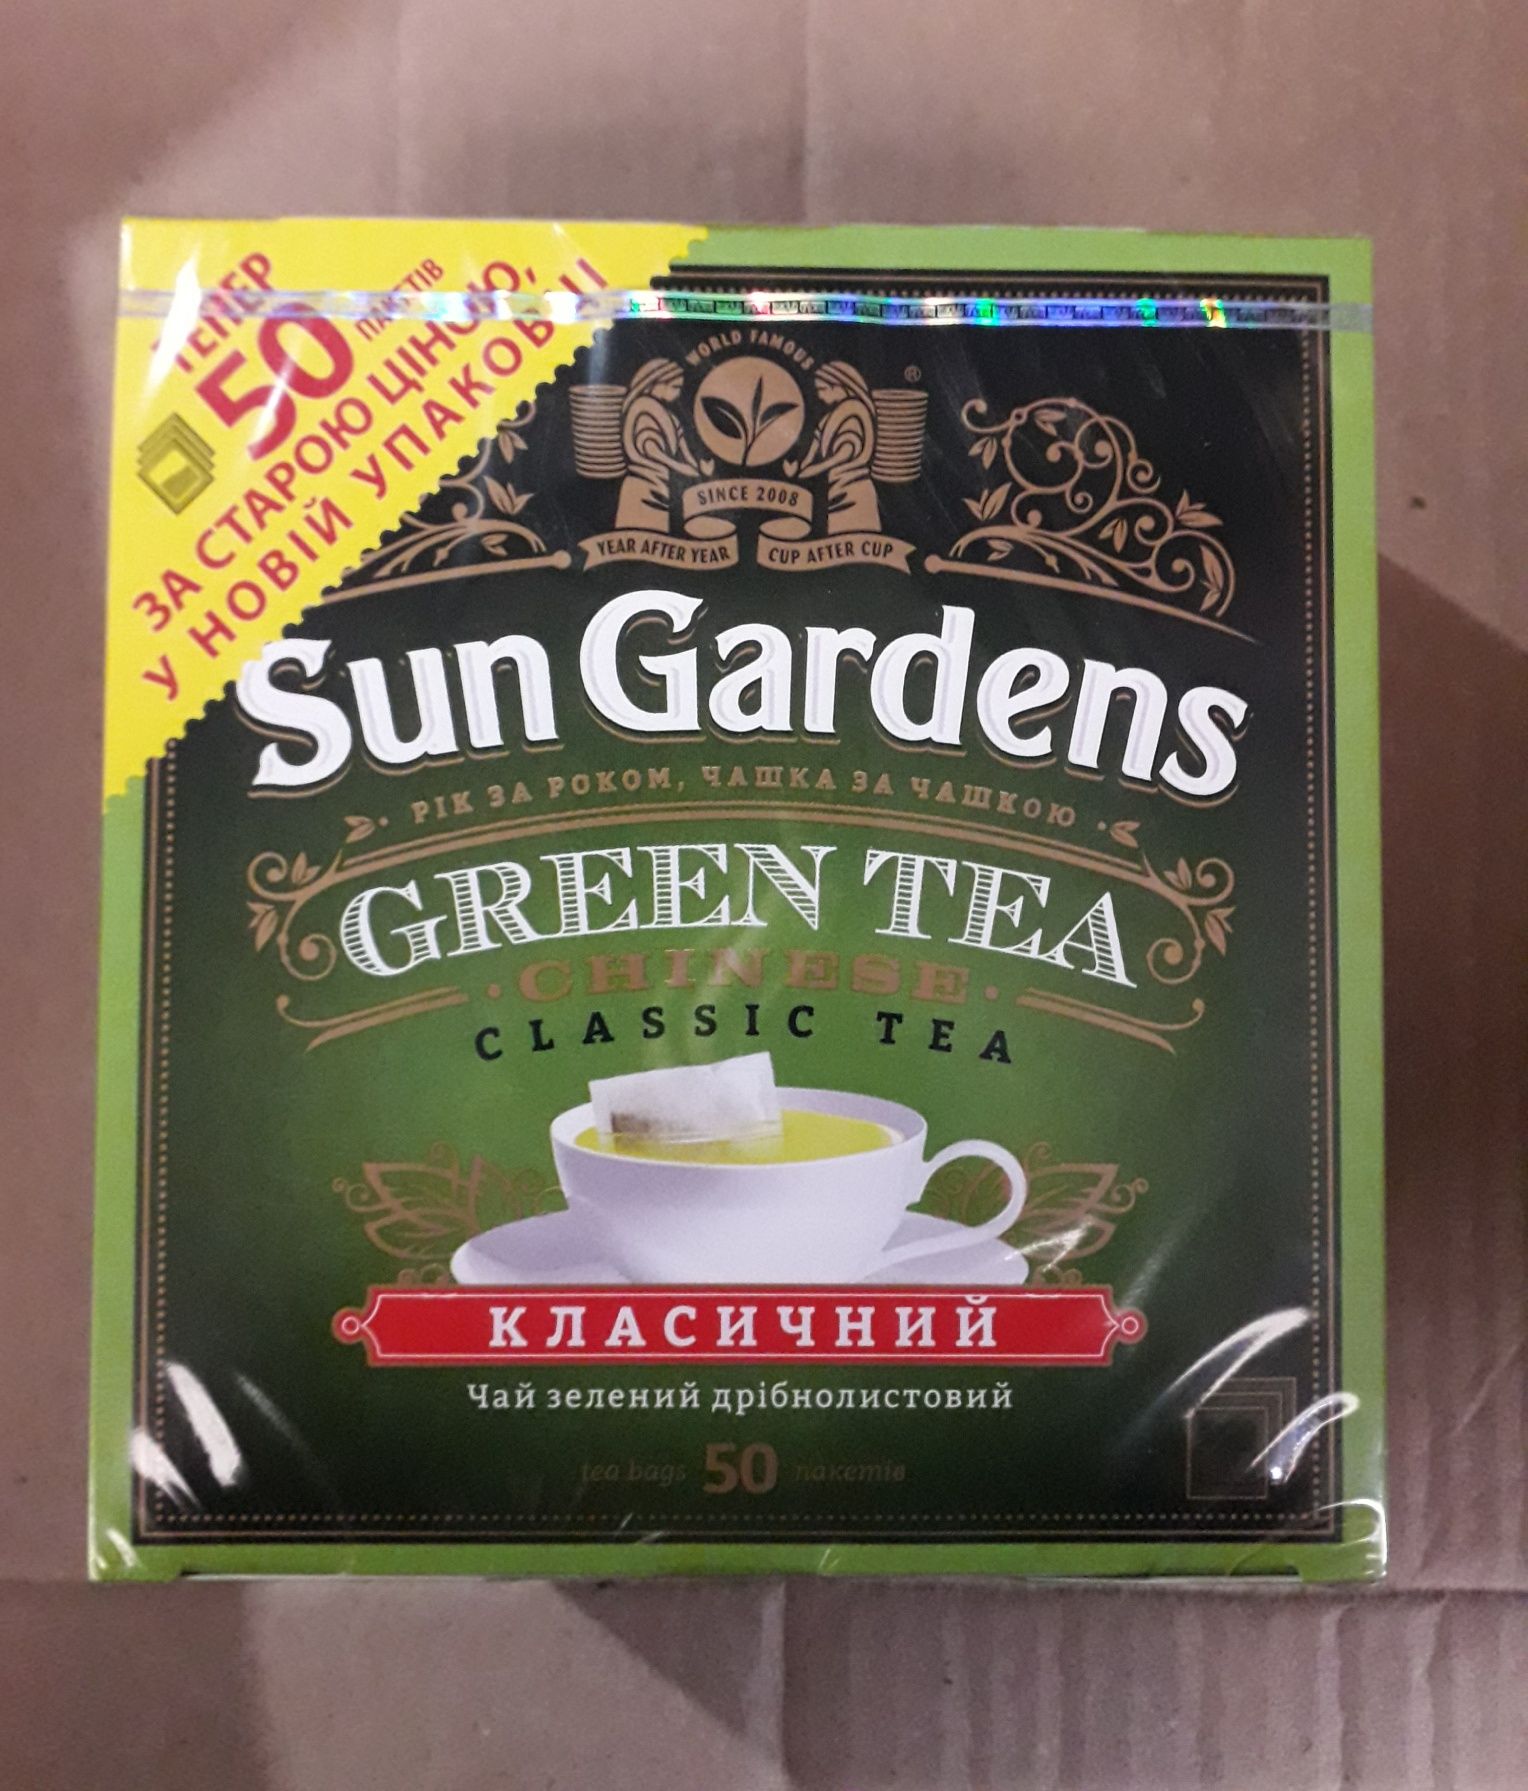 ТЕПЕР
50 ПАКЕТІВ
ЗА СТАРОЮ ЦІНОЮ,
У НОВІЙ УПАКОВЦІ
WORLD FAMOUS
®
SINCE 2008
YEAR AFTER YEAR CUP AFTER CUP
Sun Gardens
РІК ЗА РОКОМ, ЧАШКА ЗА ЧАШКОЮ
GREEN TEA
CHINESE
CLASSIC TEA
КЛАСИЧНИЙ
Чай зелений дрібнолистовий
tea bags 50 пакетів